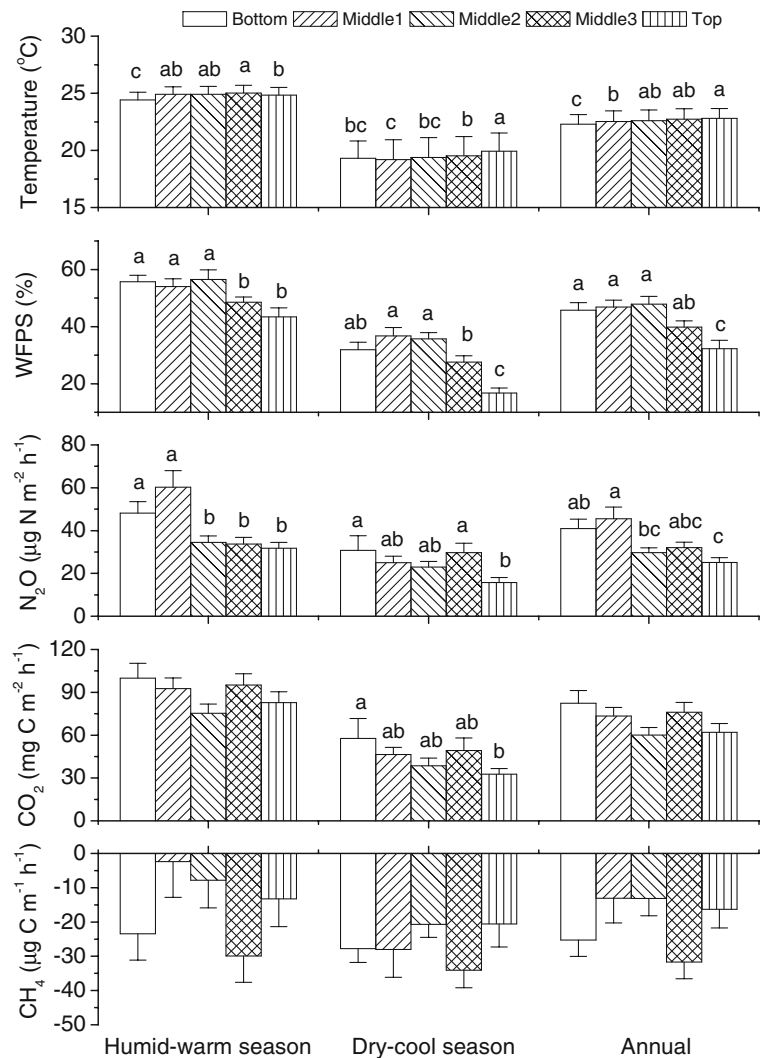 Bottom Middle1 Middle2 Middle3 Top
Temperature (°C)
30
25
20
15
c ab ab a b
bc c bc b a
c b ab ab a
WFPS (%)
60
40
20
a a a b b
ab a a b c
a a a ab c
N₂O (µg N m⁻² h⁻¹)
80
60
40
20
0
a a b b b
a ab ab a b
ab a bc abc c
CO₂ (mg C m⁻² h⁻¹)
120
90
60
30
0
a ab ab ab b
CH₄ (µg C m⁻¹ h⁻¹)
0
-10
-20
-30
-40
-50
Humid-warm season Dry-cool season Annual